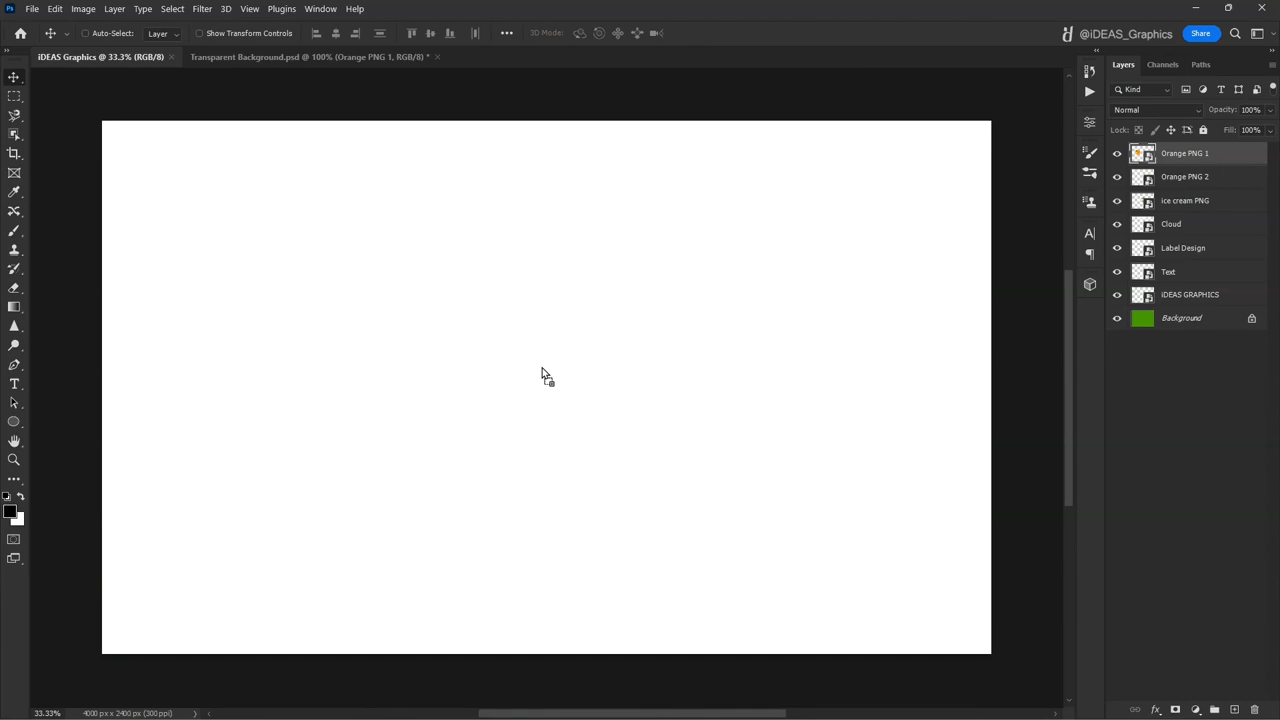 Ps File Edit Image Layer Type Select Filter 3D View Plugins Window Help
Auto-Select: Layer Show Transform Controls 3D Mode: @iDEAS_Graphics Share
iDEAS Graphics @ 33.3% (RGB/8) Transparent Background.psd @ 100% (Orange PNG 1, RGB/8) *
Layers Channels Paths
Kind
Normal Opacity: 100%
Lock: Fill: 100%
Orange PNG 1
Orange PNG 2
ice cream PNG
Cloud
Label Design
Text
iDEAS GRAPHICS
Background
33.33% 4000 px x 2400 px (300 ppi)